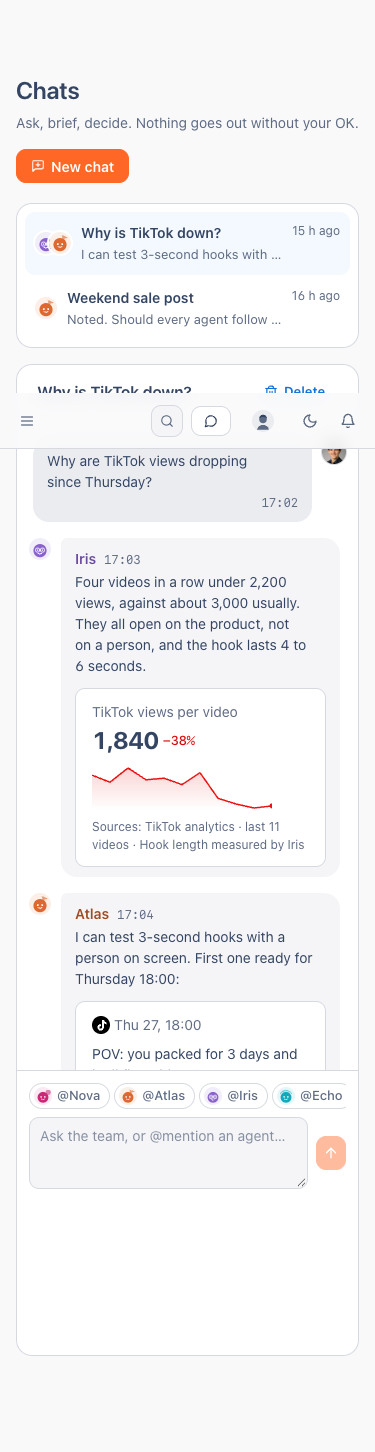 Chats
Ask, brief, decide. Nothing goes out without your OK.
New chat
Why is TikTok down?
15 h ago
I can test 3-second hooks with ...
Weekend sale post
16 h ago
Noted. Should every agent follow ...
Why is TikTok down?
Delete
Why are TikTok views dropping
since Thursday?
17:02
Iris 17:03
Four videos in a row under 2,200
views, against about 3,000 usually.
They all open on the product, not
on a person, and the hook lasts 4 to
6 seconds.
TikTok views per video
1,840 −38%
Sources: TikTok analytics · last 11
videos · Hook length measured by Iris
Atlas 17:04
I can test 3-second hooks with a
person on screen. First one ready for
Thursday 18:00:
Thu 27, 18:00
POV: you packed for 3 days and
@Nova
@Atlas
@Iris
@Echo
Ask the team, or @mention an agent...